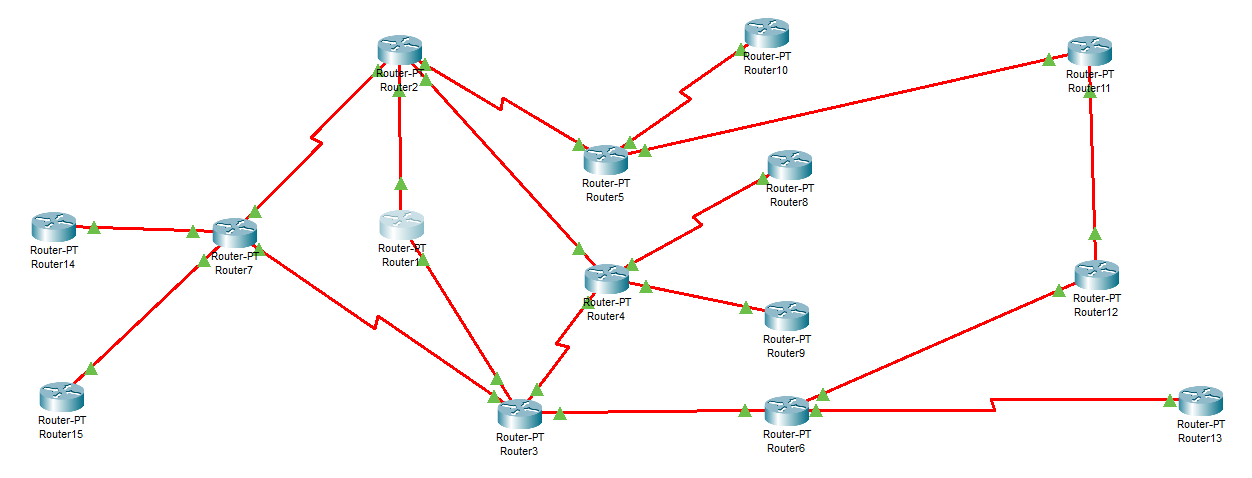 Router-PT
Router2
Router-PT
Router10
Router-PT
Router11
Router-PT
Router5
Router-PT
Router8
Router-PT
Router14
Router-PT
Router7
Router-PT
Router1
Router-PT
Router4
Router-PT
Router12
Router-PT
Router9
Router-PT
Router15
Router-PT
Router3
Router-PT
Router6
Router-PT
Router13